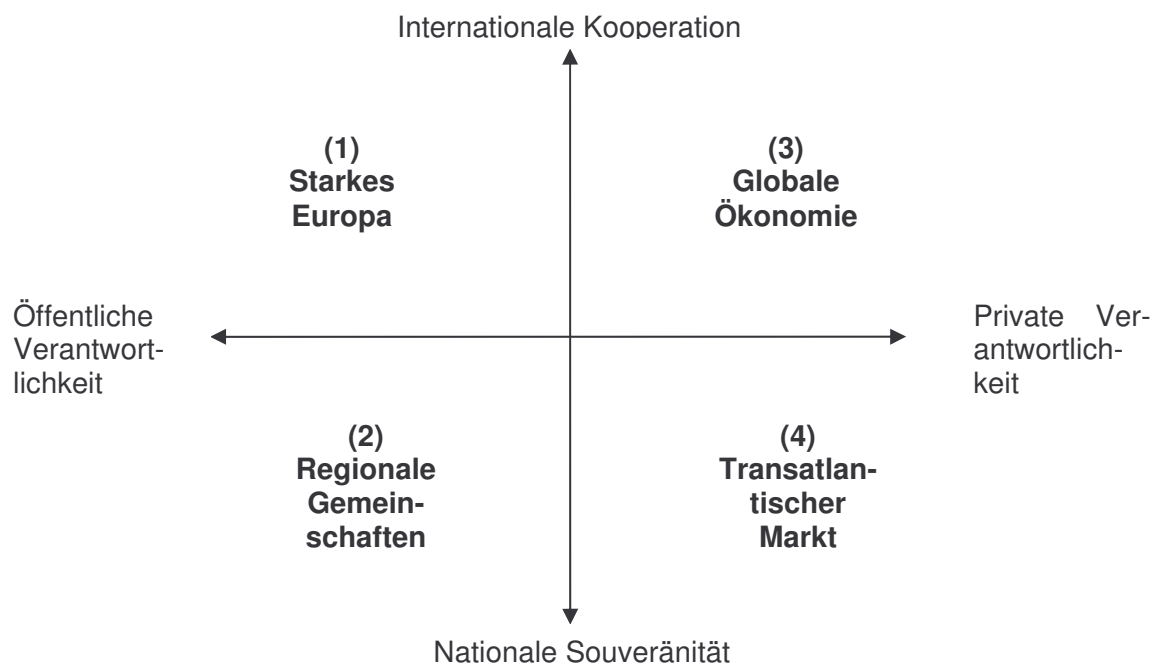 Internationale Kooperation
(1)
Starkes
Europa
(3)
Globale
Ökonomie
Öffentliche
Verantwort-
lichkeit
Private Ver-
antwortlich-
keit
(2)
Regionale
Gemein-
schaften
(4)
Transatlan-
tischer
Markt
Nationale Souveränität